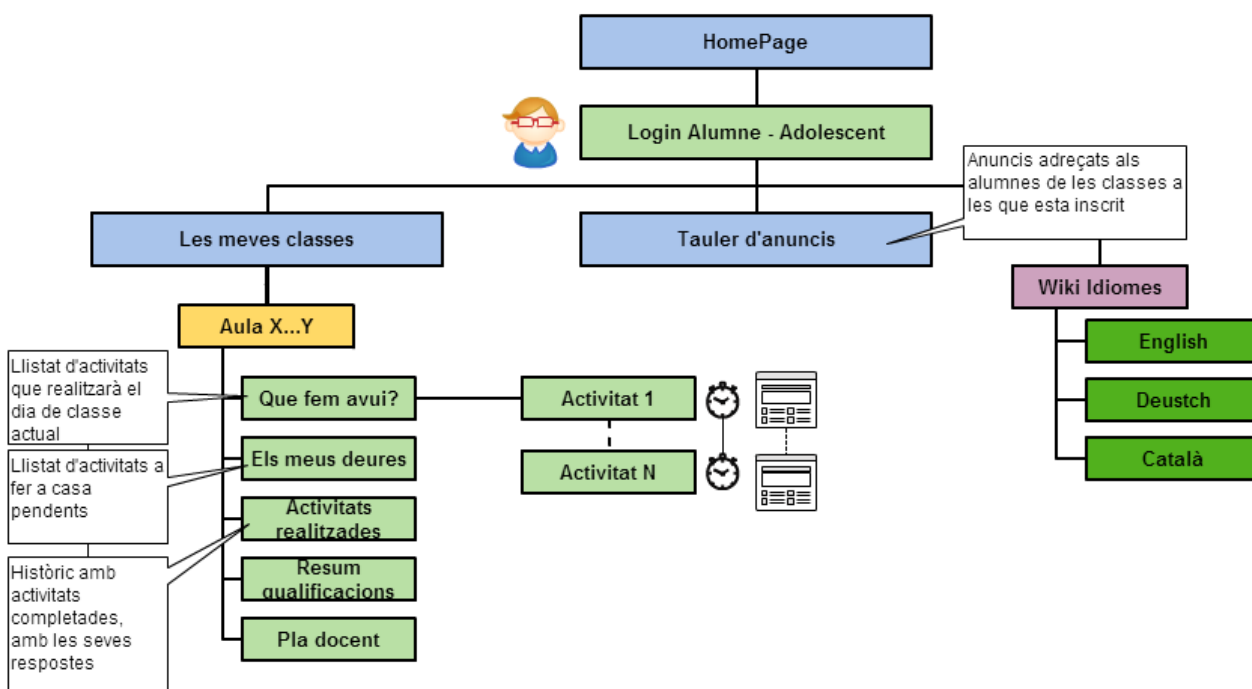 HomePage
Login Alumne - Adolescent
Anuncis adreçats als
alumnes de les classes a
les que esta inscrit
Les meves classes
Tauler d'anuncis
Wiki Idiomes
Aula X...Y
English
Deustch
Català
Llistat d'activitats
que realitzarà el
dia de classe
actual
Que fem avui?
Activitat 1
Llistat d'activitats a
fer a casa
pendents
Els meus deures
Activitat N
Activitats
realitzades
Històric amb
activitats
completades,
amb les seves
respostes
Resum
qualificacions
Pla docent